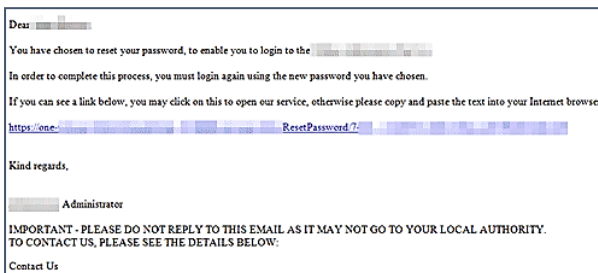 Dear
You have chosen to reset your password, to enable you to login to the
In order to complete this process, you must login again using the new password you have chosen.
If you can see a link below, you may click on this to open our service, otherwise please copy and paste the text into your Internet browse
https://one- ResetPassword/?
Kind regards,
Administrator
IMPORTANT - PLEASE DO NOT REPLY TO THIS EMAIL AS IT MAY NOT GO TO YOUR LOCAL AUTHORITY.
TO CONTACT US, PLEASE SEE THE DETAILS BELOW:
Contact Us